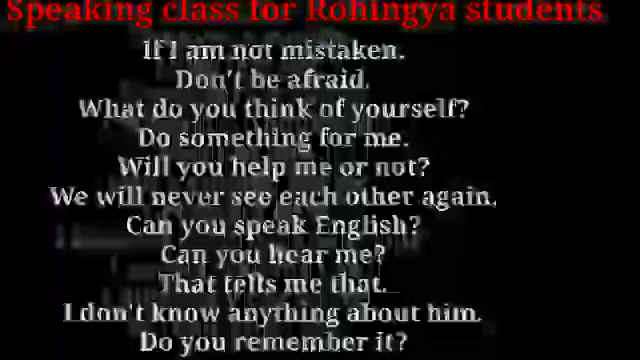 Speaking class for Rohingya students
If I am not mistaken.
Don't be afraid.
What do you think of yourself?
Do something for me.
Will you help me or not?
We will never see each other again.
Can you speak English?
Can you hear me?
That tells me that.
I don't know anything about him.
Do you remember it?